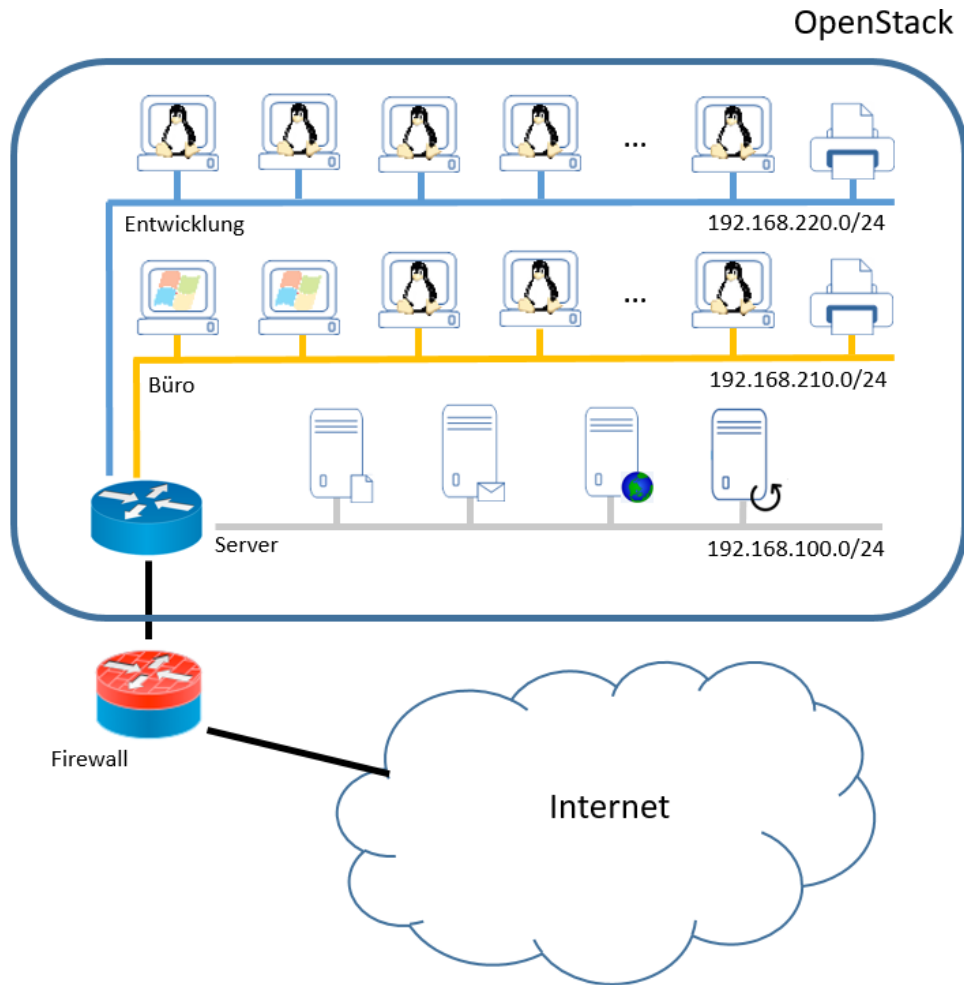 OpenStack
...
Entwicklung
192.168.220.0/24
...
Büro
192.168.210.0/24
Server
192.168.100.0/24
Firewall
Internet